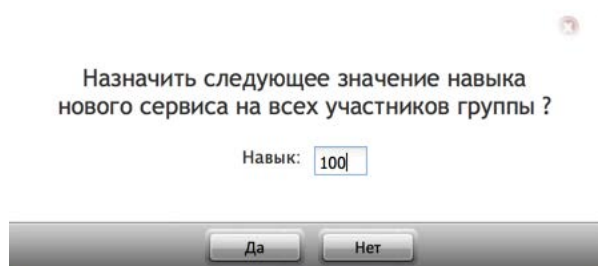 Назначить следующее значение навыка
нового сервиса на всех участников группы ?
Навык: 100
Да Нет